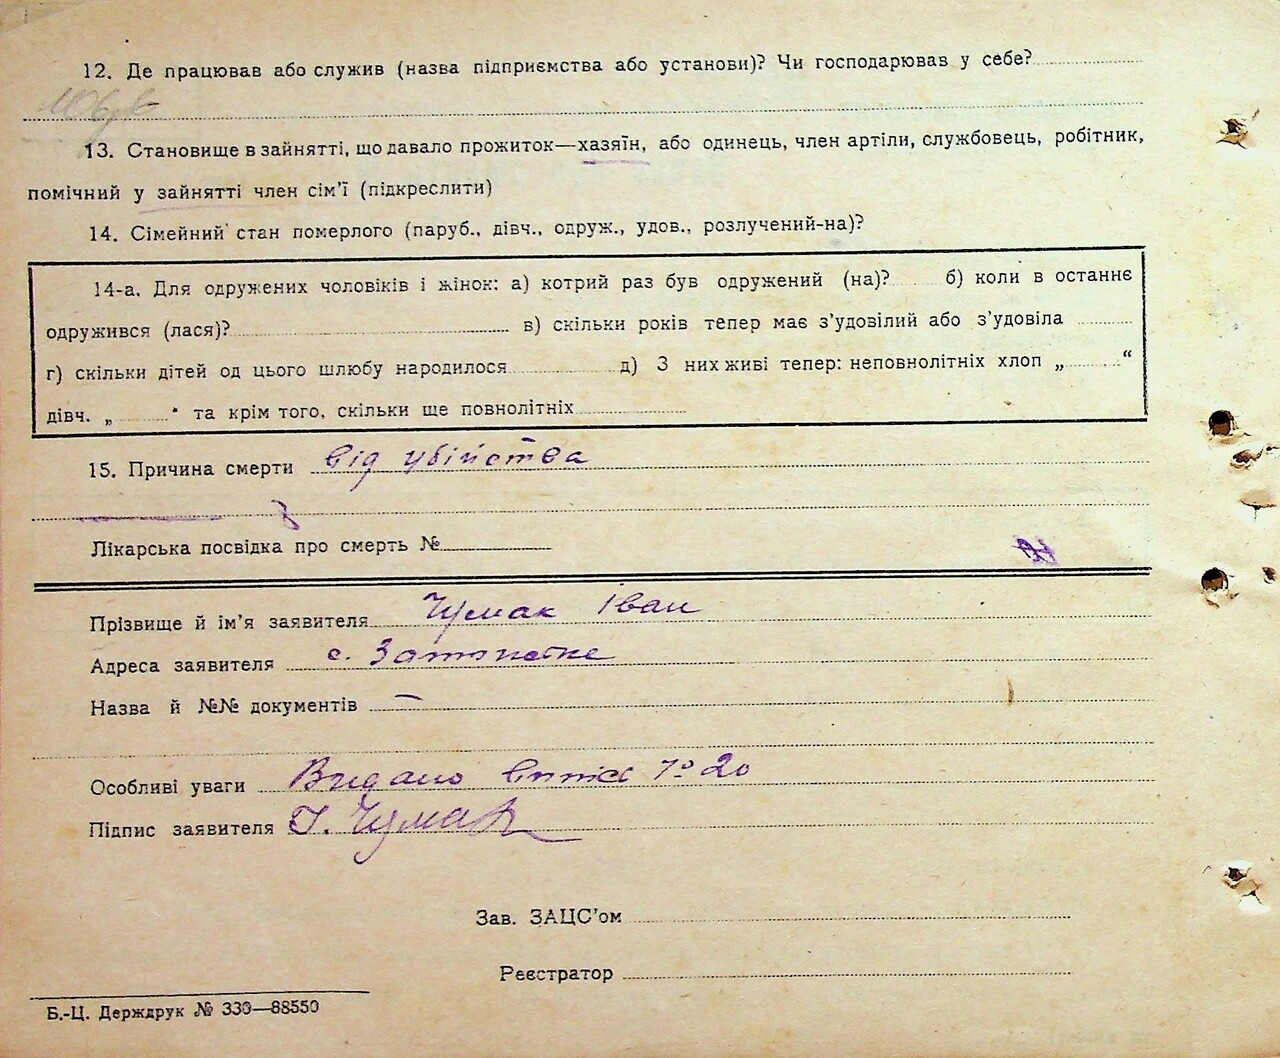 12. Де працював або служив (назва підприємства або установи)? Чи господарював у себе?
13. Становище в зайнятті, що давало прожиток—хазяїн, або одинець, член артіли, службовець, робітник,
помічний у зайнятті член сім'ї (підкреслити)
14. Сімейний стан померлого (паруб., дівч., одруж., удов., розлучений-на)?
14-а. Для одружених чоловіків і жінок: а) котрий раз був одружений (на)? б) коли в останнє
одружився (лася)? в) скільки років тепер має з'удовілий або з'удовіла
г) скільки дітей од цього шлюбу народилося д) З них живі тепер: неповнолітніх хлоп „ “
дівч. „ “ та крім того, скільки ще повнолітніх
15. Причина смерти від убійства
Лікарська посвідка про смерть №
Прізвище й ім'я заявителя Чумак Іван
Адреса заявителя с.
Назва й №№ документів —
Особливі уваги Видано 20
Підпис заявителя І. Чумак
Зав. ЗАЦС'ом
Реєстратор
Б.-Ц. Держдрук № 330—88550